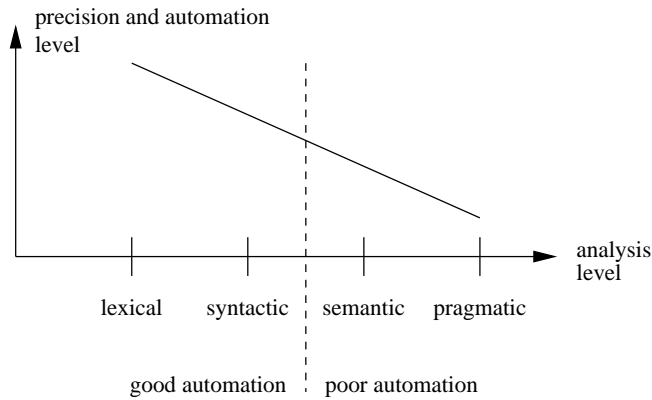 precision and automation
level
analysis
level
lexical
syntactic
semantic
pragmatic
good automation
poor automation